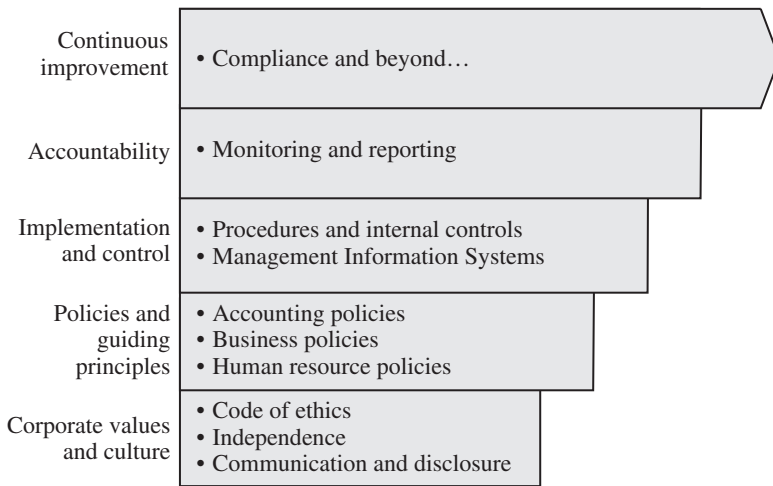 Continuous
improvement
• Compliance and beyond…
Accountability
• Monitoring and reporting
Implementation
and control
• Procedures and internal controls
• Management Information Systems
Policies and
guiding
principles
• Accounting policies
• Business policies
• Human resource policies
Corporate values
and culture
• Code of ethics
• Independence
• Communication and disclosure